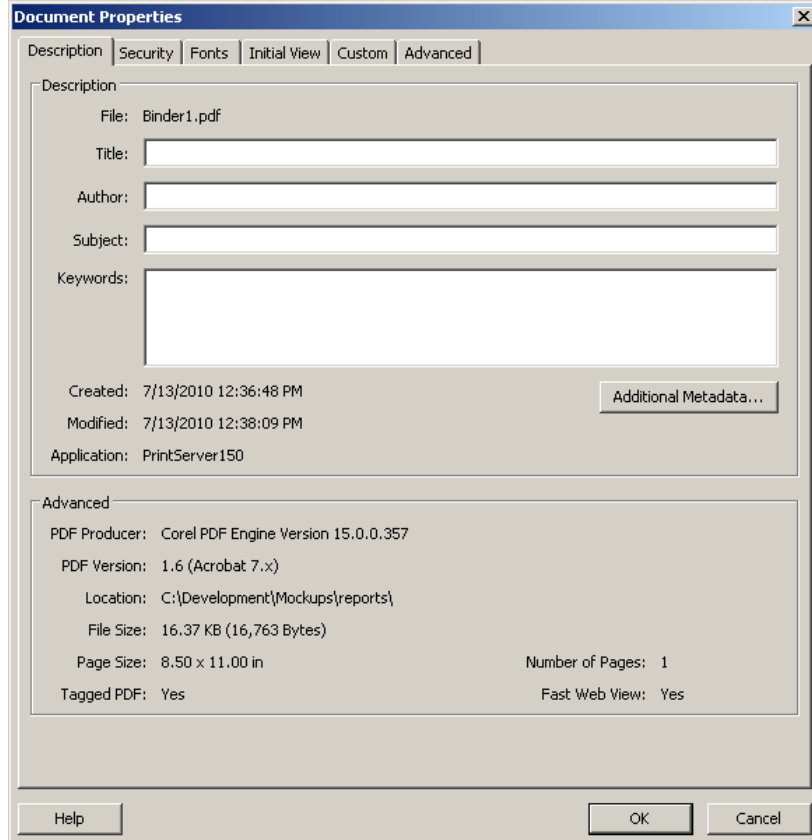 Document Properties
Description Security Fonts Initial View Custom Advanced
Description
File: Binder1.pdf
Title:
Author:
Subject:
Keywords:
Created: 7/13/2010 12:36:48 PM
Additional Metadata...
Modified: 7/13/2010 12:38:09 PM
Application: PrintServer150
Advanced
PDF Producer: Corel PDF Engine Version 15.0.0.357
PDF Version: 1.6 (Acrobat 7.x)
Location: C:\Development\Mockups\reports\
File Size: 16.37 KB (16,763 Bytes)
Page Size: 8.50 x 11.00 in Number of Pages: 1
Tagged PDF: Yes Fast Web View: Yes
Help OK Cancel